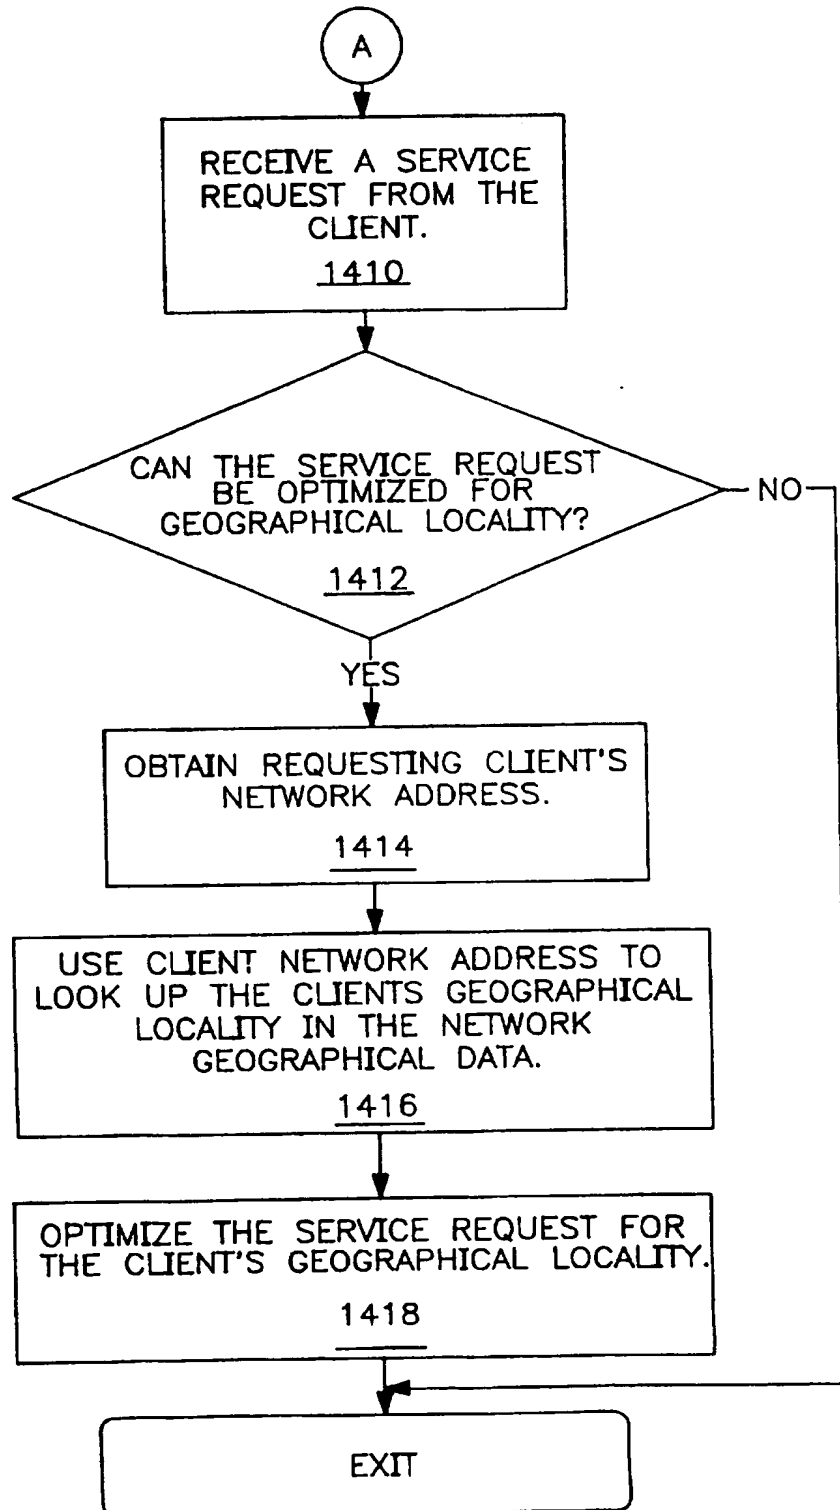 A
RECEIVE A SERVICE
REQUEST FROM THE
CLIENT.
1410
CAN THE SERVICE REQUEST
BE OPTIMIZED FOR
GEOGRAPHICAL LOCALITY?
1412
NO
YES
OBTAIN REQUESTING CLIENT'S
NETWORK ADDRESS.
1414
USE CLIENT NETWORK ADDRESS TO
LOOK UP THE CLIENTS GEOGRAPHICAL
LOCALITY IN THE NETWORK
GEOGRAPHICAL DATA.
1416
OPTIMIZE THE SERVICE REQUEST FOR
THE CLIENT'S GEOGRAPHICAL LOCALITY.
1418
EXIT